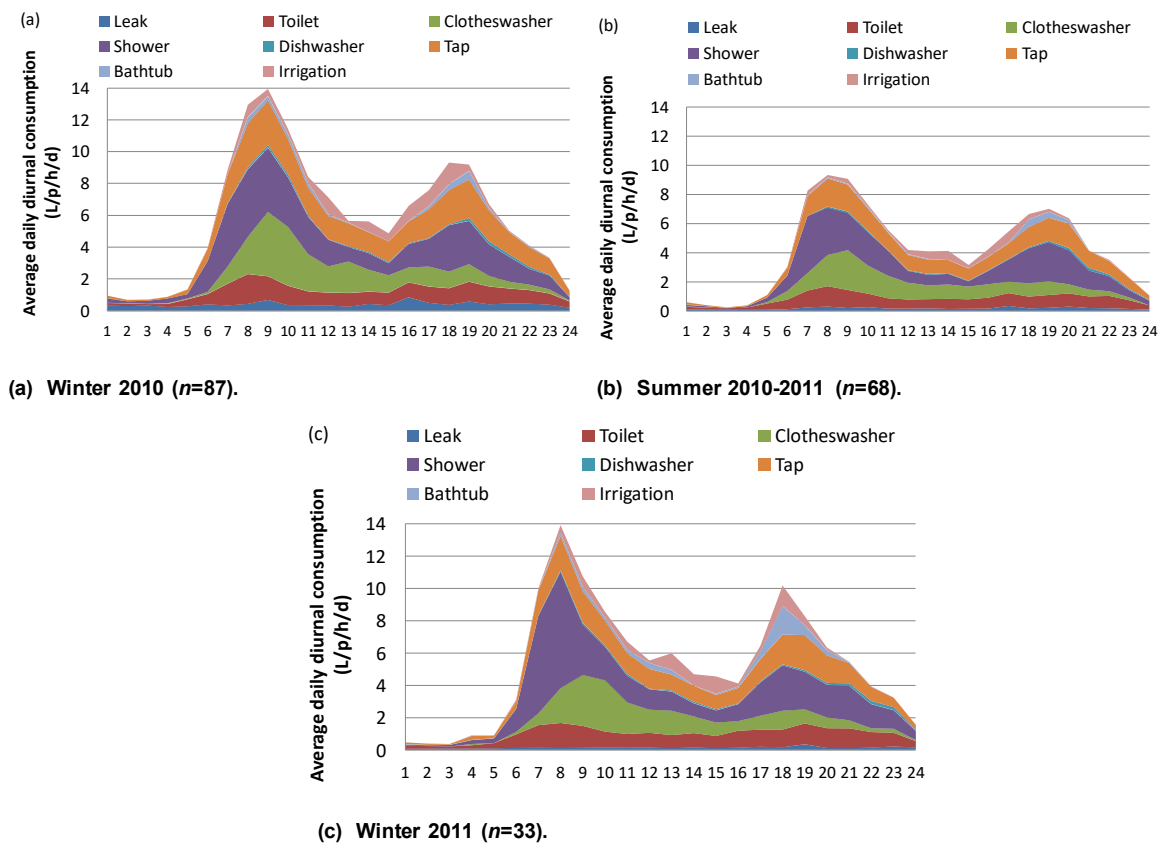 (a)
Leak Toilet Clotheswasher
Shower Dishwasher Tap
Bathtub Irrigation
Average daily diurnal consumption
(L/p/h/d)
14
12
10
8
6
4
2
0
1 2 3 4 5 6 7 8 9 10 11 12 13 14 15 16 17 18 19 20 21 22 23 24
(a) Winter 2010 (n=87).
(b)
Leak Toilet Clotheswasher
Shower Dishwasher Tap
Bathtub Irrigation
Average daily diurnal consumption
(L/p/h/d)
14
12
10
8
6
4
2
0
1 2 3 4 5 6 7 8 9 10 11 12 13 14 15 16 17 18 19 20 21 22 23 24
(b) Summer 2010-2011 (n=68).
(c)
Leak Toilet Clotheswasher
Shower Dishwasher Tap
Bathtub Irrigation
Average daily diurnal consumption
(L/p/h/d)
14
12
10
8
6
4
2
0
1 2 3 4 5 6 7 8 9 10 11 12 13 14 15 16 17 18 19 20 21 22 23 24
(c) Winter 2011 (n=33).